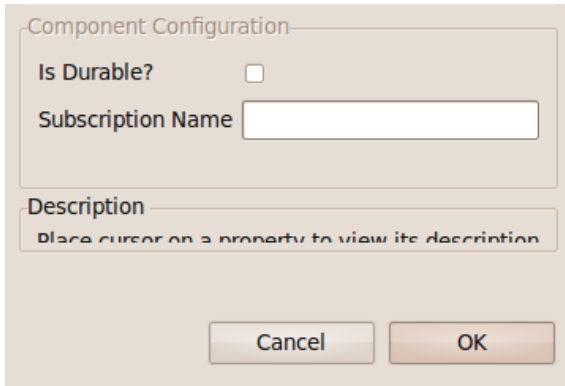 Component Configuration
Is Durable?
Subscription Name
Description
Place cursor on a property to view its description
Cancel
OK